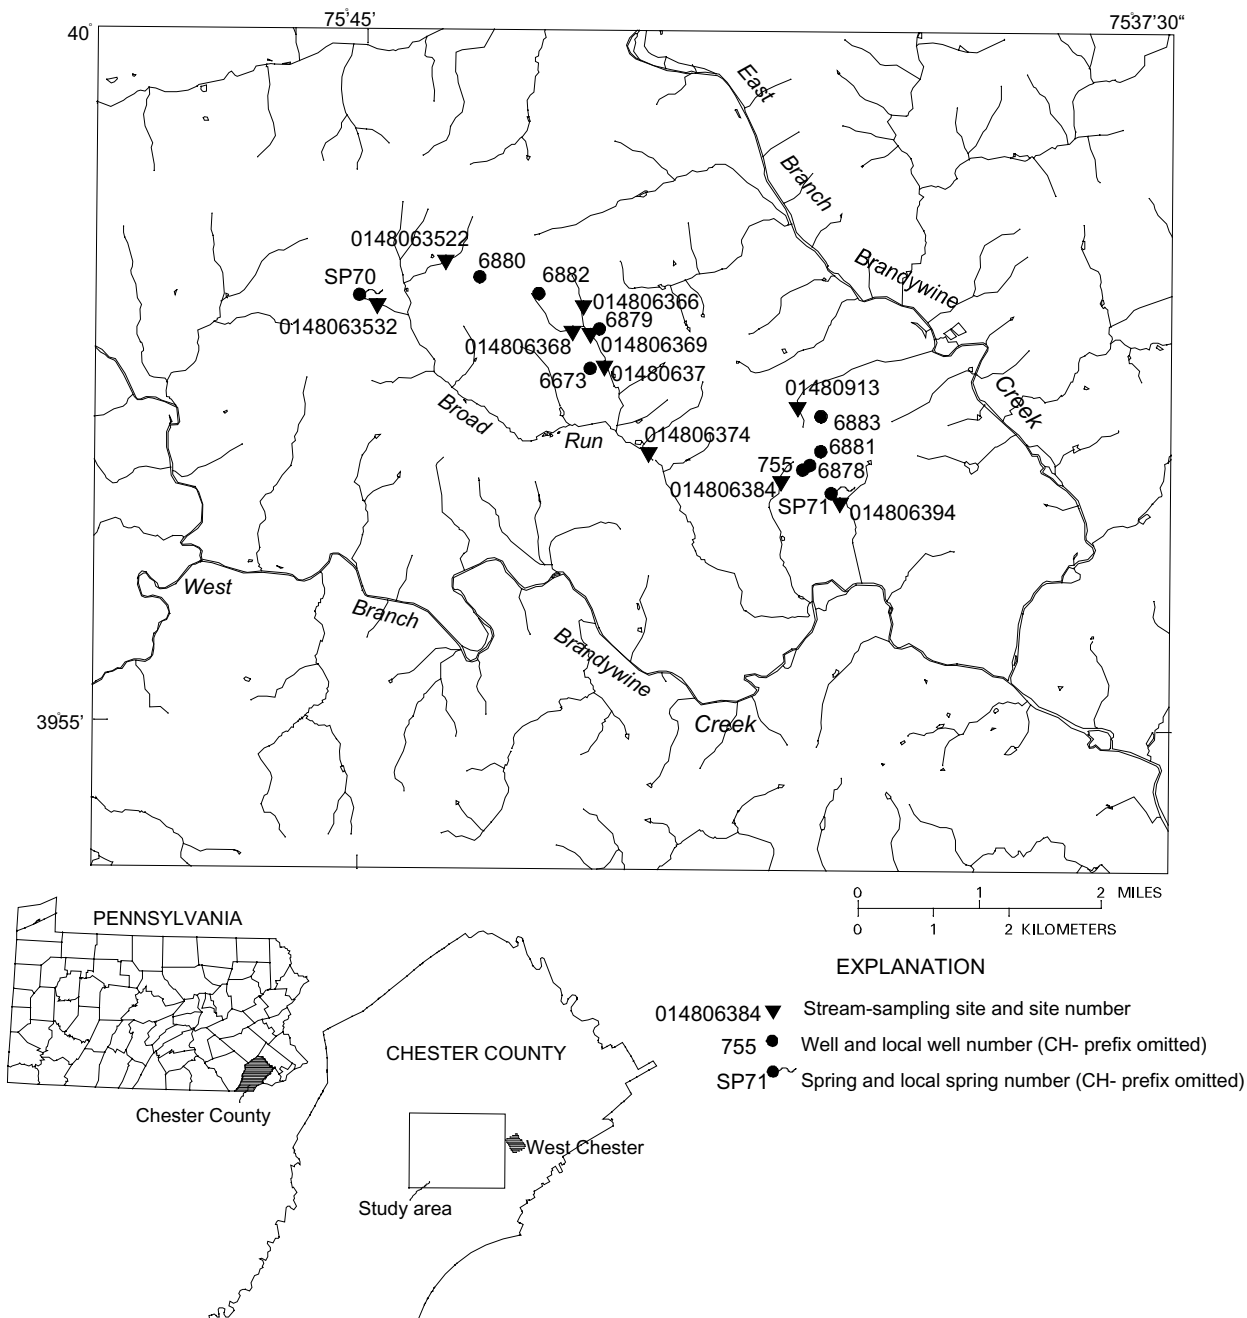 75°45'
75°37'30"
40°
East
Branch
Brandywine
Creek
0148063522
6880
SP70
6882
014806366
6879
0148063532
014806368
014806369
6673
01480637
01480913
Broad
Run
6883
014806374
6881
755
6878
014806384
SP71
014806394
West
Branch
Brandywine
Creek
39°55'
0 1 2 MILES
0 1 2 KILOMETERS
PENNSYLVANIA
Chester County
CHESTER COUNTY
West Chester
Study area
EXPLANATION
014806384 Stream-sampling site and site number
755 Well and local well number (CH- prefix omitted)
SP71 Spring and local spring number (CH- prefix omitted)